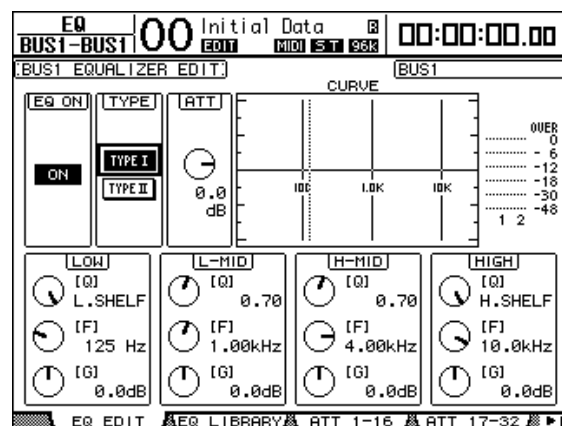 EQ
BUS1-BUS1
00 Initial Data
EDIT MIDI ST 96k
00:00:00.00
BUS1 EQUALIZER EDIT
BUS1
EQ ON
TYPE
ATT
CURVE
ON
TYPE I
TYPE II
0.0
dB
100
1.0K
10K
OVER
0
- 6
-12
-18
-30
-48
1 2
LOW
L-MID
H-MID
HIGH
[Q]
L.SHELF
[Q]
0.70
[Q]
0.70
[Q]
H.SHELF
[F]
125 Hz
[F]
1.00kHz
[F]
4.00kHz
[F]
10.0kHz
[G]
0.0dB
[G]
0.0dB
[G]
0.0dB
[G]
0.0dB
EQ EDIT
EQ LIBRARY
ATT 1-16
ATT 17-32